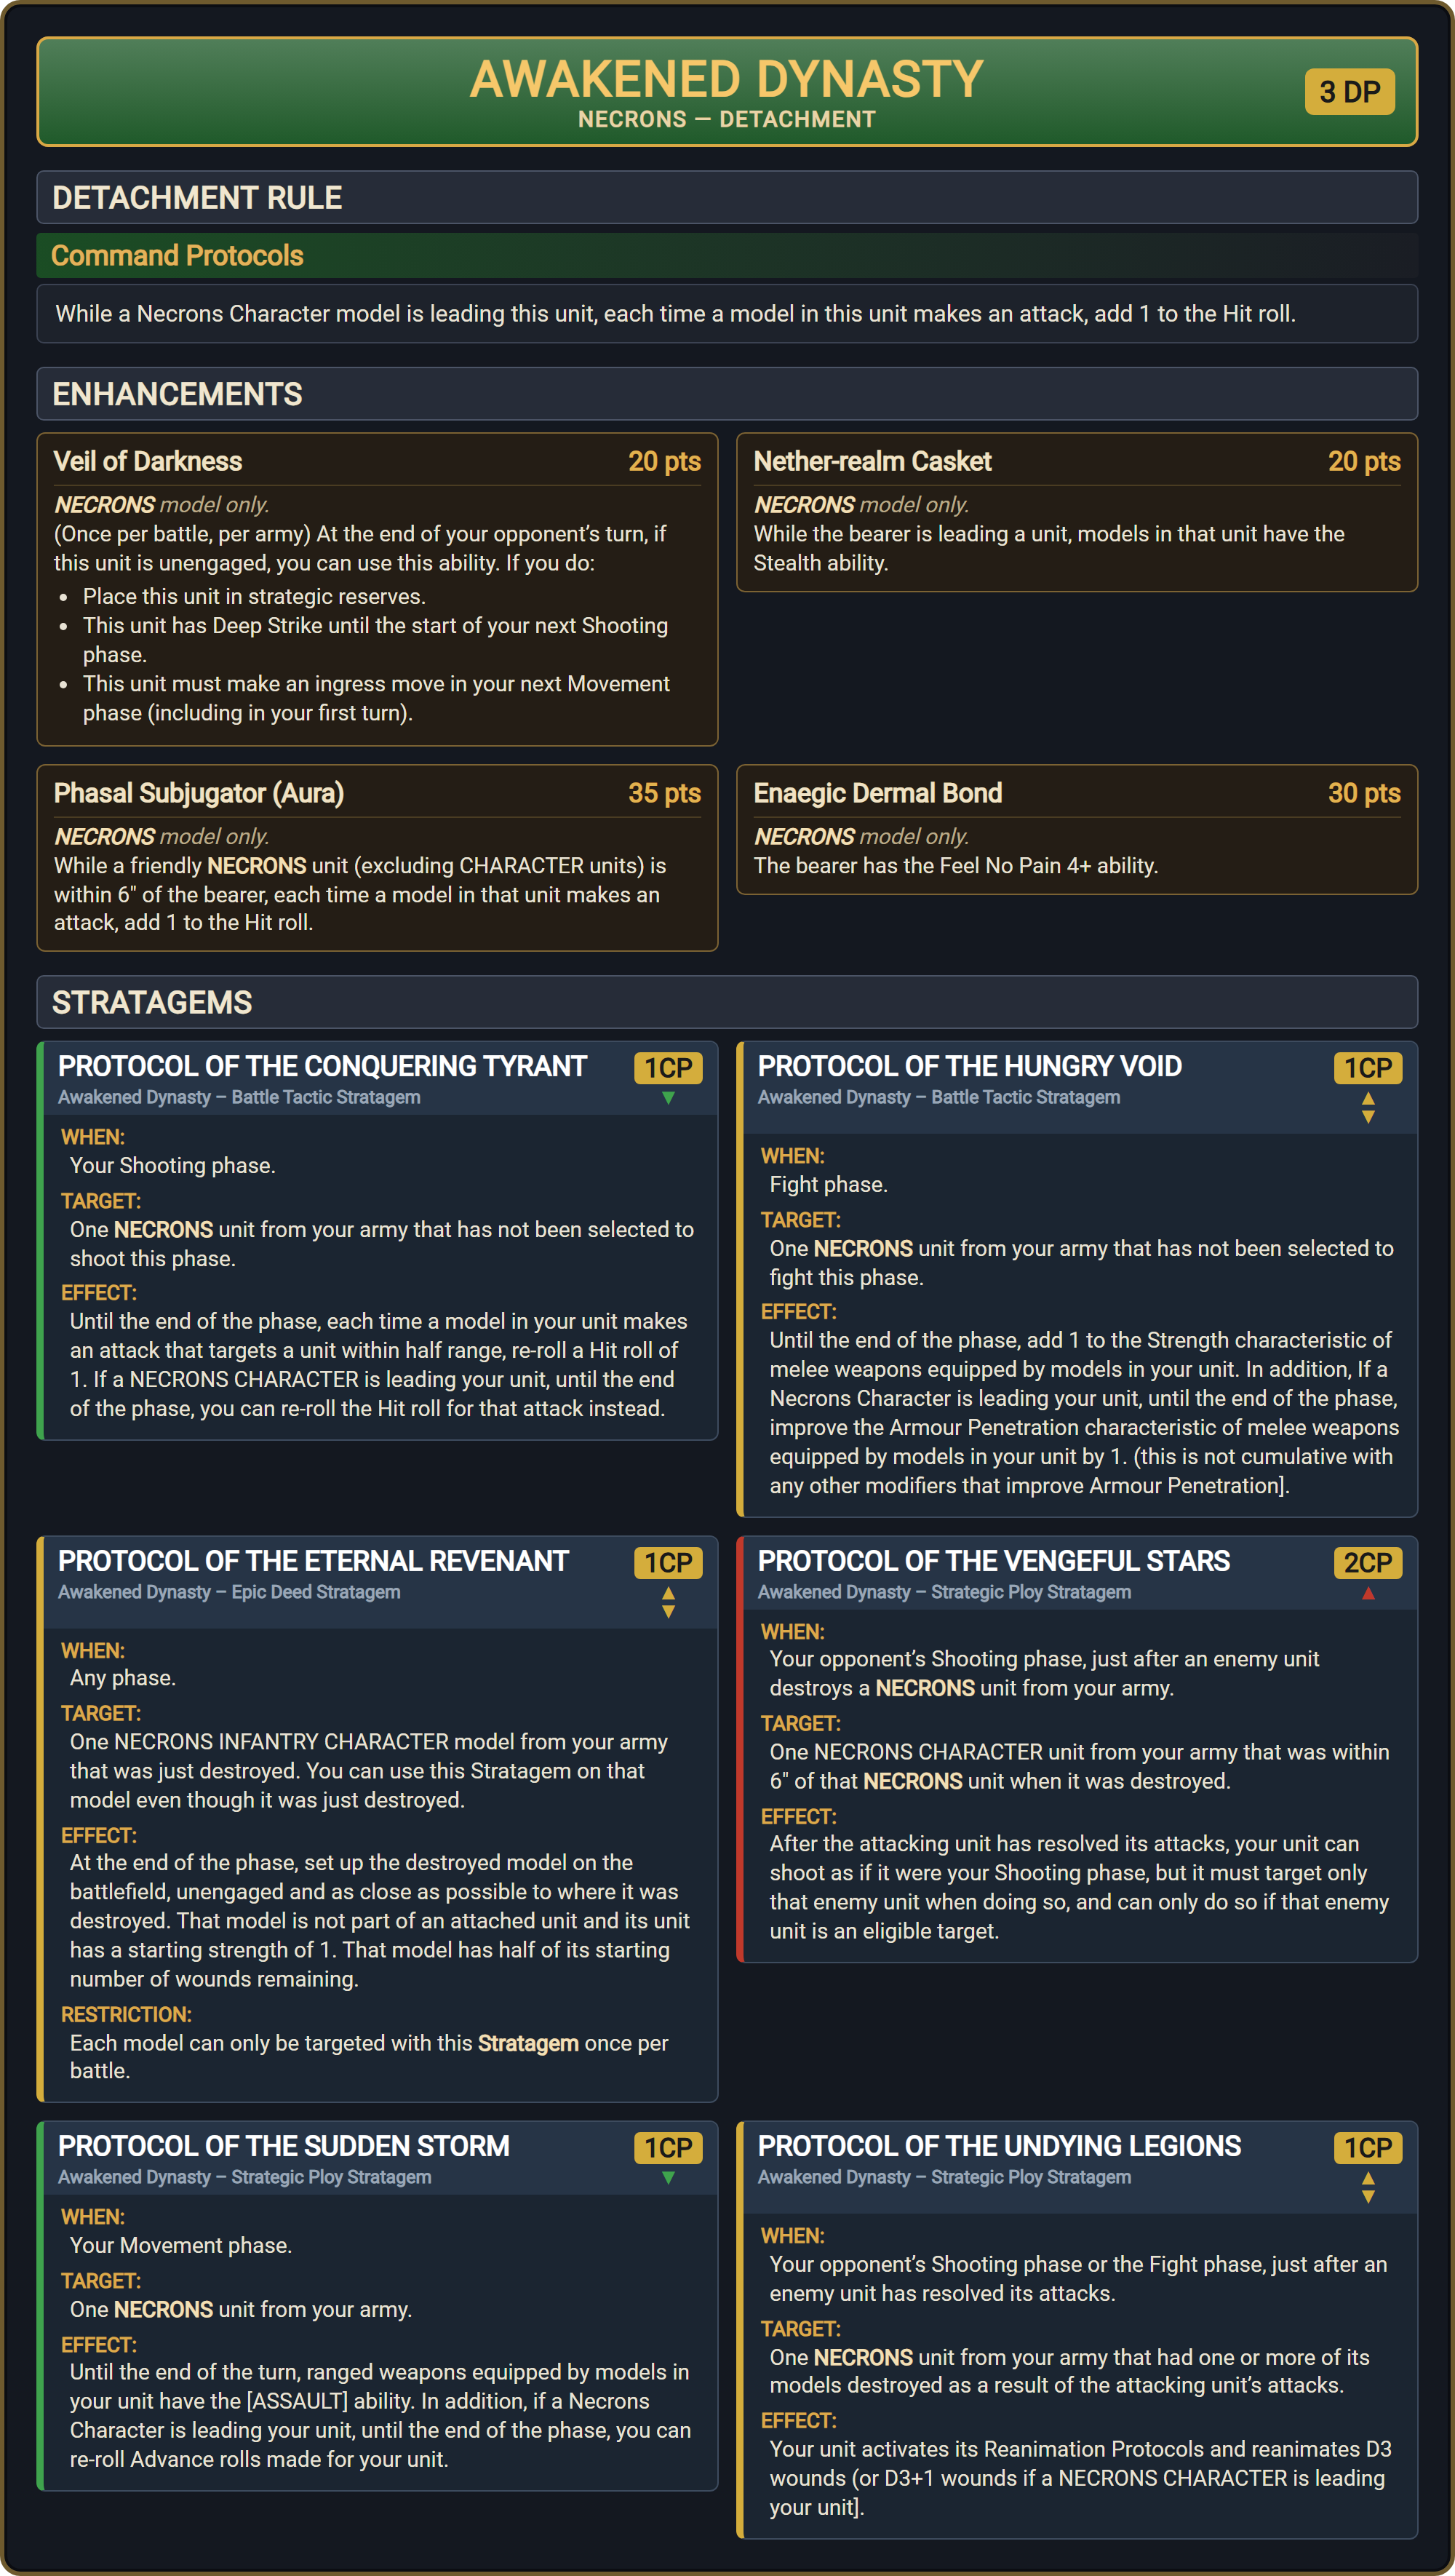 AWAKENED DYNASTY
NECRONS — DETACHMENT
3 DP
DETACHMENT RULE
Command Protocols
While a Necrons Character model is leading this unit, each time a model in this unit makes an attack, add 1 to the Hit roll.
ENHANCEMENTS
Veil of Darkness
20 pts
NECRONS model only.
(Once per battle, per army) At the end of your opponent’s turn, if
this unit is unengaged, you can use this ability. If you do:
• Place this unit in strategic reserves.
• This unit has Deep Strike until the start of your next Shooting
phase.
• This unit must make an ingress move in your next Movement
phase (including in your first turn).
Nether-realm Casket
20 pts
NECRONS model only.
While the bearer is leading a unit, models in that unit have the
Stealth ability.
Phasal Subjugator (Aura)
35 pts
NECRONS model only.
While a friendly NECRONS unit (excluding CHARACTER units) is
within 6" of the bearer, each time a model in that unit makes an
attack, add 1 to the Hit roll.
Enaegic Dermal Bond
30 pts
NECRONS model only.
The bearer has the Feel No Pain 4+ ability.
STRATAGEMS
PROTOCOL OF THE CONQUERING TYRANT
1CP
Awakened Dynasty – Battle Tactic Stratagem
▼
WHEN:
Your Shooting phase.
TARGET:
One NECRONS unit from your army that has not been selected to
shoot this phase.
EFFECT:
Until the end of the phase, each time a model in your unit makes
an attack that targets a unit within half range, re-roll a Hit roll of
1. If a NECRONS CHARACTER is leading your unit, until the end
of the phase, you can re-roll the Hit roll for that attack instead.
PROTOCOL OF THE HUNGRY VOID
1CP
Awakened Dynasty – Battle Tactic Stratagem
▲
▼
WHEN:
Fight phase.
TARGET:
One NECRONS unit from your army that has not been selected to
fight this phase.
EFFECT:
Until the end of the phase, add 1 to the Strength characteristic of
melee weapons equipped by models in your unit. In addition, If a
Necrons Character is leading your unit, until the end of the phase,
improve the Armour Penetration characteristic of melee weapons
equipped by models in your unit by 1. (this is not cumulative with
any other modifiers that improve Armour Penetration].
PROTOCOL OF THE ETERNAL REVENANT
1CP
Awakened Dynasty – Epic Deed Stratagem
▲
▼
WHEN:
Any phase.
TARGET:
One NECRONS INFANTRY CHARACTER model from your army
that was just destroyed. You can use this Stratagem on that
model even though it was just destroyed.
EFFECT:
At the end of the phase, set up the destroyed model on the
battlefield, unengaged and as close as possible to where it was
destroyed. That model is not part of an attached unit and its unit
has a starting strength of 1. That model has half of its starting
number of wounds remaining.
RESTRICTION:
Each model can only be targeted with this Stratagem once per
battle.
PROTOCOL OF THE VENGEFUL STARS
2CP
Awakened Dynasty – Strategic Ploy Stratagem
▲
WHEN:
Your opponent’s Shooting phase, just after an enemy unit
destroys a NECRONS unit from your army.
TARGET:
One NECRONS CHARACTER unit from your army that was within
6" of that NECRONS unit when it was destroyed.
EFFECT:
After the attacking unit has resolved its attacks, your unit can
shoot as if it were your Shooting phase, but it must target only
that enemy unit when doing so, and can only do so if that enemy
unit is an eligible target.
PROTOCOL OF THE SUDDEN STORM
1CP
Awakened Dynasty – Strategic Ploy Stratagem
▼
WHEN:
Your Movement phase.
TARGET:
One NECRONS unit from your army.
EFFECT:
Until the end of the turn, ranged weapons equipped by models in
your unit have the [ASSAULT] ability. In addition, if a Necrons
Character is leading your unit, until the end of the phase, you can
re-roll Advance rolls made for your unit.
PROTOCOL OF THE UNDYING LEGIONS
1CP
Awakened Dynasty – Strategic Ploy Stratagem
▲
▼
WHEN:
Your opponent’s Shooting phase or the Fight phase, just after an
enemy unit has resolved its attacks.
TARGET:
One NECRONS unit from your army that had one or more of its
models destroyed as a result of the attacking unit’s attacks.
EFFECT:
Your unit activates its Reanimation Protocols and reanimates D3
wounds (or D3+1 wounds if a NECRONS CHARACTER is leading
your unit].